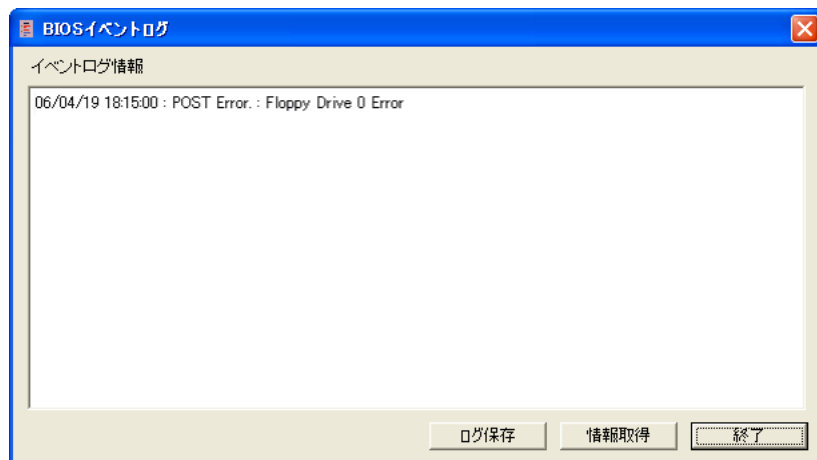 BIOSイベントログ
イベントログ情報
06/04/19 18:15:00 : POST Error. : Floppy Drive 0 Error
ログ保存
情報取得
終了